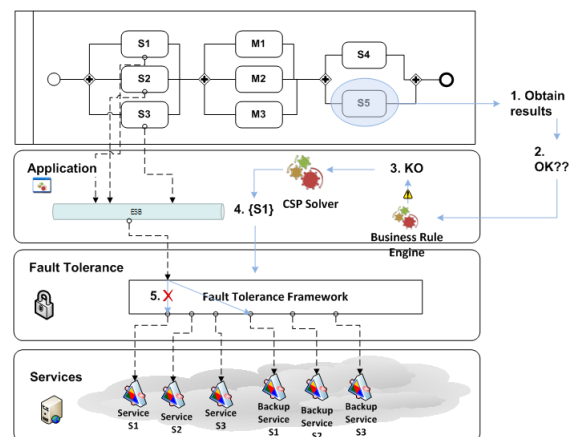 S1
M1
S4
S2
M2
S3
M3
S5
1. Obtain
results
2.
OK??
Application
3. KO
CSP Solver
4. {S1}
ESB
Business Rule
Engine
Fault Tolerance
5. X
Fault Tolerance Framework
Services
Service
S1
Service
S2
Service
S3
Backup
Service
S1
Backup
Service
S2
Backup
Service
S3